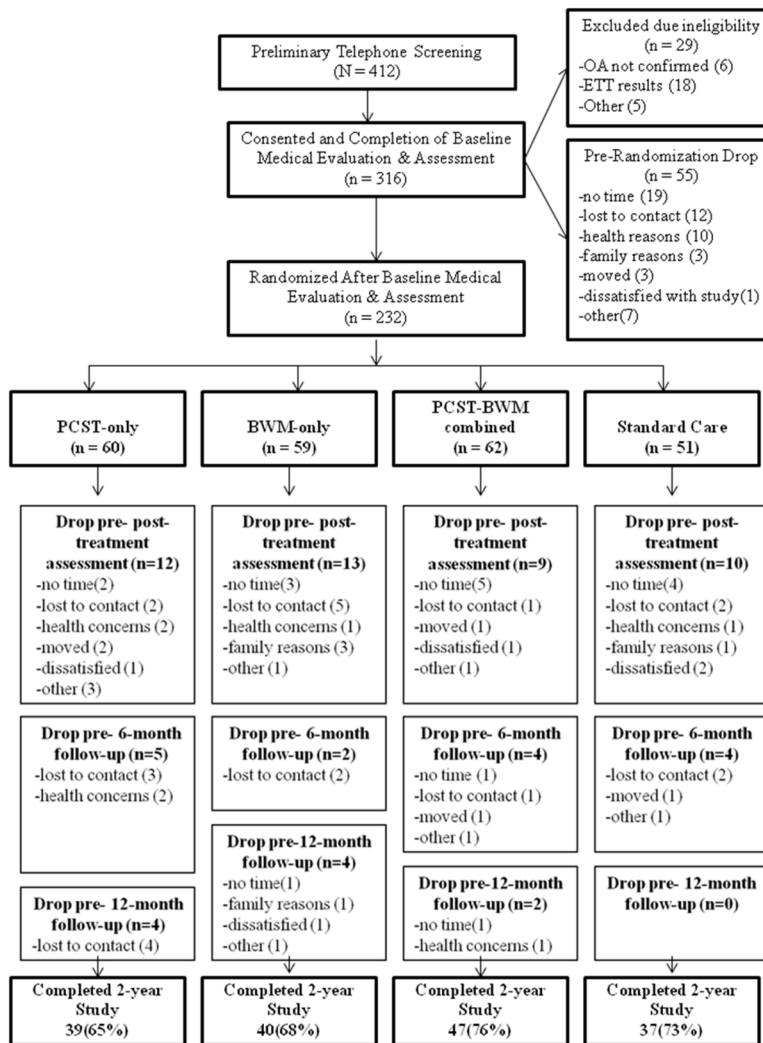 Preliminary Telephone Screening
(N = 412)
Excluded due ineligibility
(n = 29)
-OA not confirmed (6)
-ETT results (18)
-Other (5)
Consented and Completion of Baseline
Medical Evaluation & Assessment
(n = 316)
Pre-Randomization Drop
(n = 55)
-no time (19)
-lost to contact (12)
-health reasons (10)
-family reasons (3)
-moved (3)
-dissatisfied with study(1)
-other(7)
Randomized After Baseline Medical
Evaluation & Assessment
(n = 232)
PCST-only
(n = 60)
BWM-only
(n = 59)
PCST-BWM
combined
(n = 62)
Standard Care
(n = 51)
Drop pre- post-
treatment
assessment (n=12)
-no time(2)
-lost to contact (2)
-health concerns (2)
-moved (2)
-dissatisfied (1)
-other (3)
Drop pre- post-
treatment
assessment (n=13)
-no time(3)
-lost to contact (5)
-health concerns (1)
-family reasons (3)
-other (1)
Drop pre- post-
treatment
assessment (n=9)
-no time(5)
-lost to contact (1)
-moved (1)
-dissatisfied (1)
-other (1)
Drop pre- post-
treatment
assessment (n=10)
-no time(4)
-lost to contact (2)
-health concerns (1)
-family reasons (1)
-dissatisfied (2)
Drop pre- 6-month
follow-up (n=5)
-lost to contact (3)
-health concerns (2)
Drop pre- 6-month
follow-up (n=2)
-lost to contact (2)
Drop pre- 6-month
follow-up (n=4)
-no time (1)
-lost to contact (1)
-moved (1)
-other (1)
Drop pre- 6-month
follow-up (n=4)
-lost to contact (2)
-moved (1)
-other (1)
Drop pre- 12-month
follow-up (n=4)
-lost to contact (4)
Drop pre-12-month
follow-up (n=4)
-no time(1)
-family reasons (1)
-dissatisfied (1)
-other (1)
Drop pre-12-month
follow-up (n=2)
-no time(1)
-health concerns (1)
Drop pre- 12-month
follow-up (n=0)
Completed 2-year
Study
39(65%)
Completed 2-year
Study
40(68%)
Completed 2-year
Study
47(76%)
Completed 2-year
Study
37(73%)